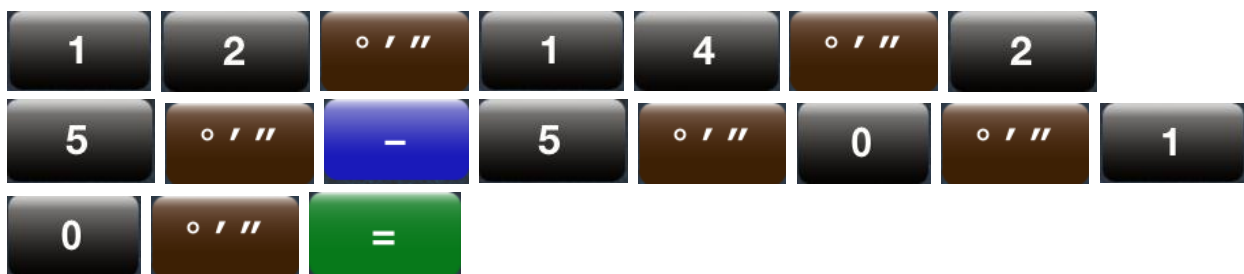 1 2 ° ′ ″ 1 4 ° ′ ″ 2
5 ° ′ ″ − 5 ° ′ ″ 0 ° ′ ″ 1
0 ° ′ ″ =